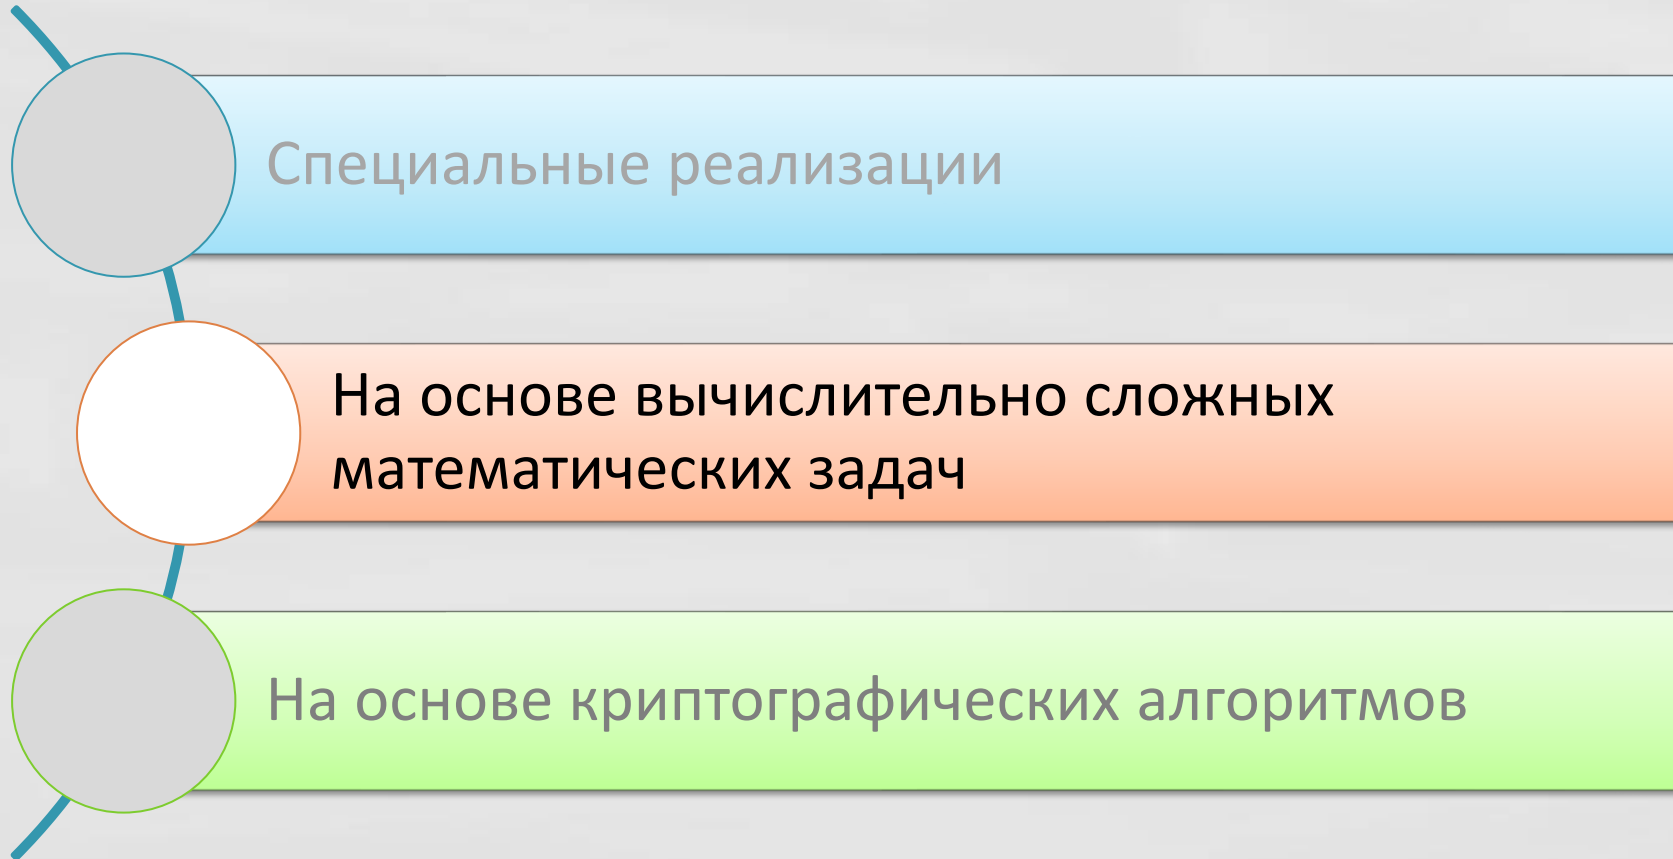 Специальные реализации
На основе вычислительно сложных
математических задач
На основе криптографических алгоритмов